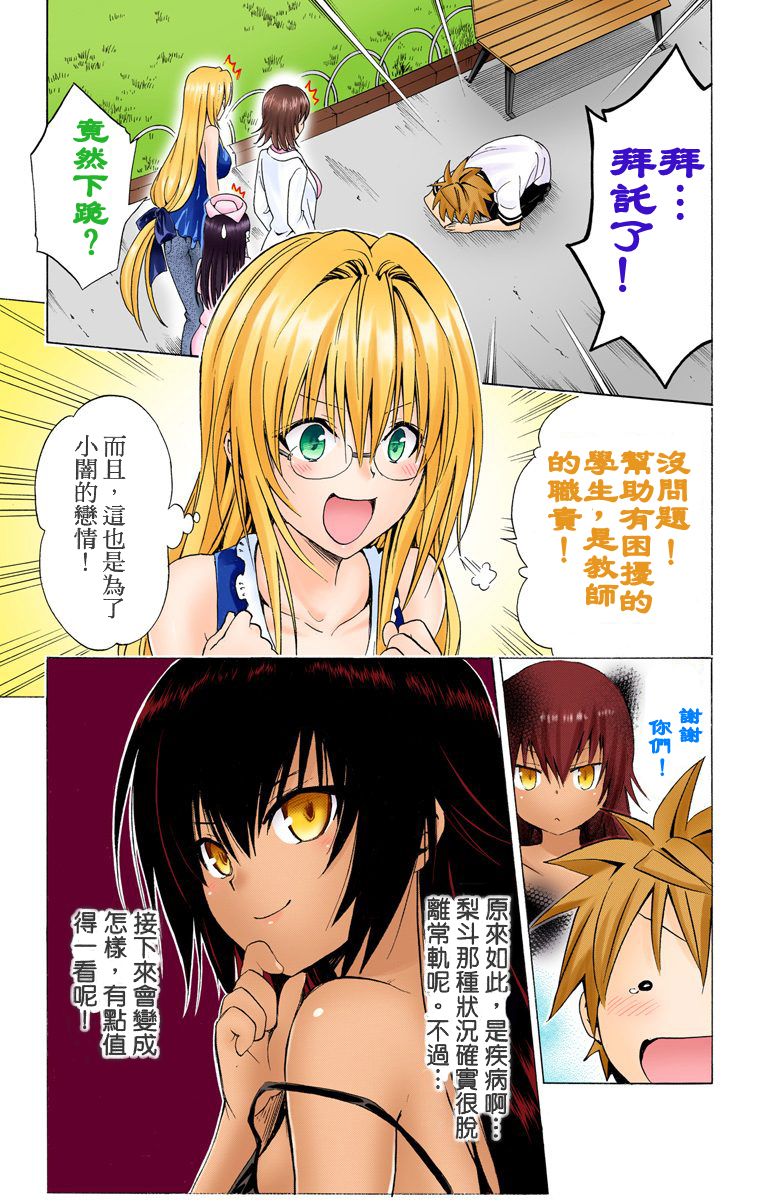 拜…
拜託了！
竟然下跪？
沒問題！
幫助有困擾的
學生，是教師
的職責！
而且，這也是為了
小闇的戀情！
謝謝
你們！
原來如此，是疾病啊…
梨斗那種狀況確實很脫
離常軌呢。不過…
接下來會變成
怎樣，有點值
得一看呢！